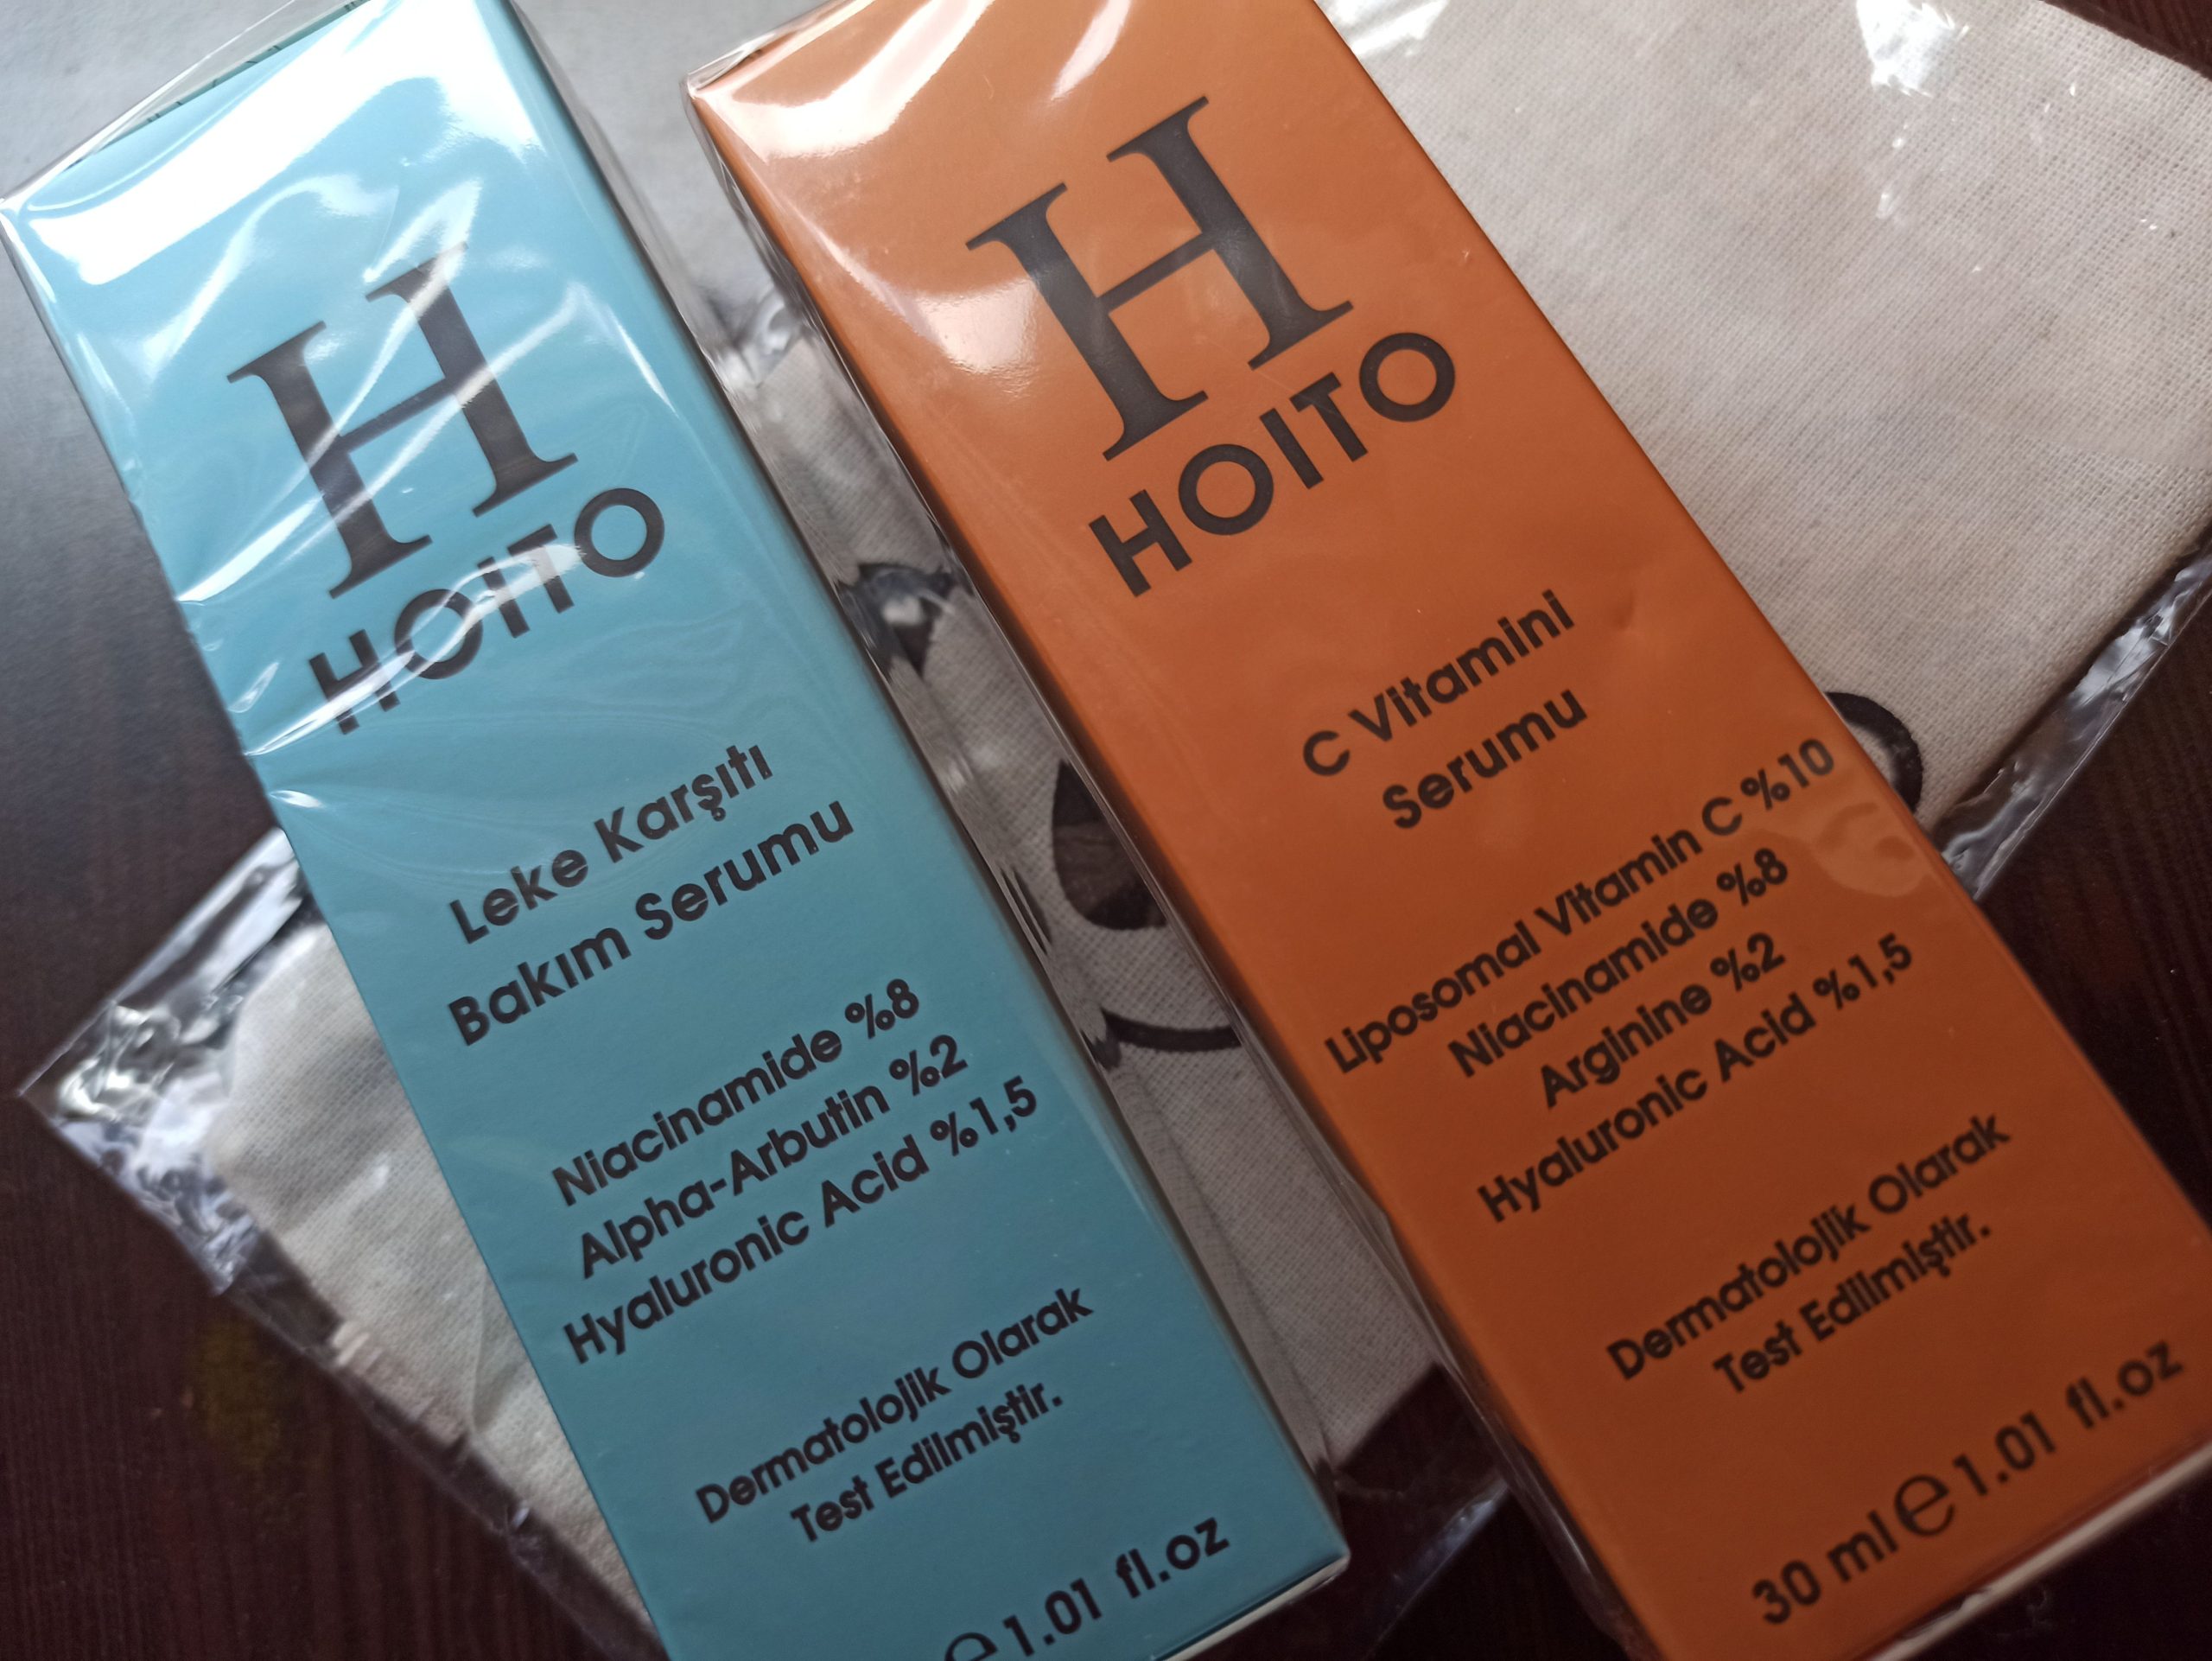 H
HOITO
Leke Karşıtı
Bakım Serumu
Niacinamide %8
Alpha-Arbutin %2
Hyaluronic Acid %1,5
Dermatolojik Olarak
Test Edilmiştir.
e 1.01 fl.oz
H
HOITO
C Vitamini
Serumu
Liposomal Vitamin C %10
Niacinamide %8
Arginine %2
Hyaluronic Acid %1,5
Dermatolojik Olarak
Test Edilmiştir.
30 ml e 1.01 fl.oz